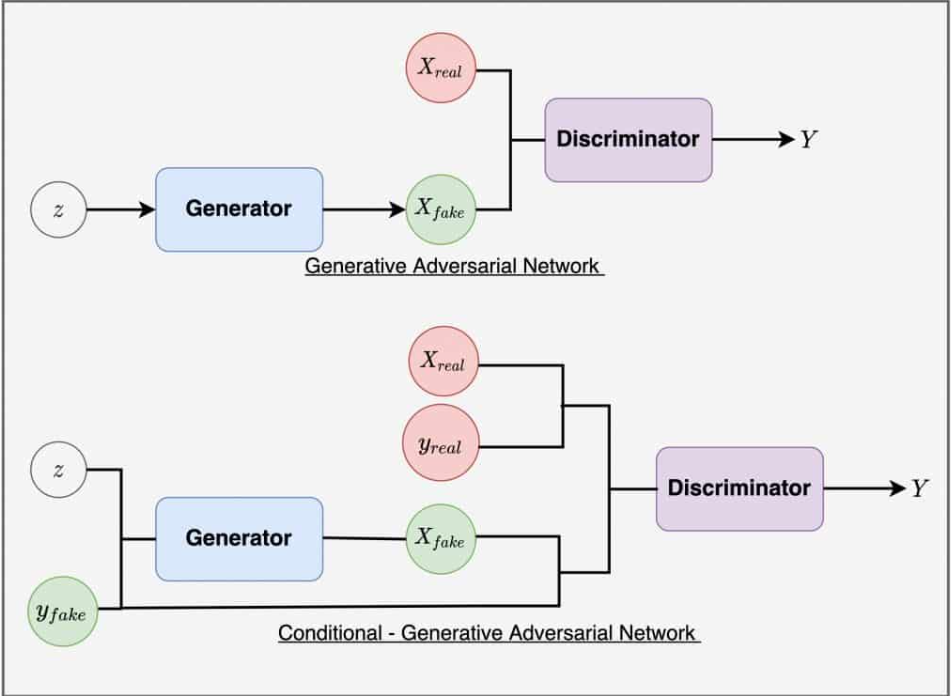 X_real
Discriminator
Y
z
Generator
X_fake
Generative Adversarial Network
X_real
y_real
z
Discriminator
Y
Generator
X_fake
y_fake
Conditional - Generative Adversarial Network